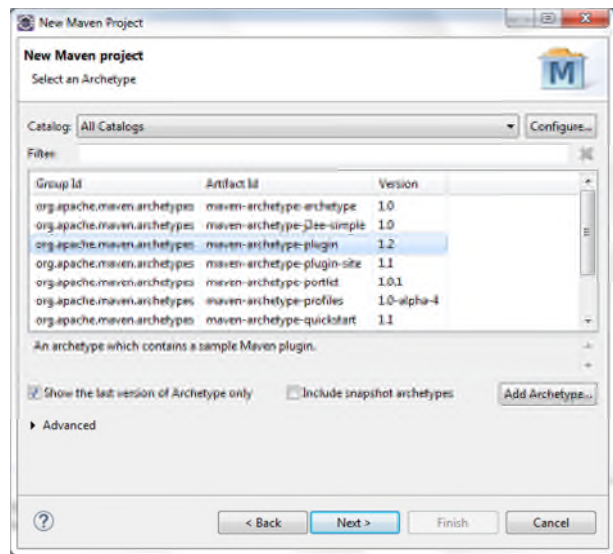 New Maven Project
New Maven project
Select an Archetype
M
Catalog: All Catalogs Configure...
Filter:
Group Id Artifact Id Version
org.apache.maven.archetypes maven-archetype-archetype 1.0
org.apache.maven.archetypes maven-archetype-j2ee-simple 1.0
org.apache.maven.archetypes maven-archetype-plugin 1.2
org.apache.maven.archetypes maven-archetype-plugin-site 1.1
org.apache.maven.archetypes maven-archetype-portlet 1.0.1
org.apache.maven.archetypes maven-archetype-profiles 1.0-alpha-4
org.apache.maven.archetypes maven-archetype-quickstart 1.1
An archetype which contains a sample Maven plugin.
Show the last version of Archetype only Include snapshot archetypes Add Archetype...
Advanced
? < Back Next > Finish Cancel